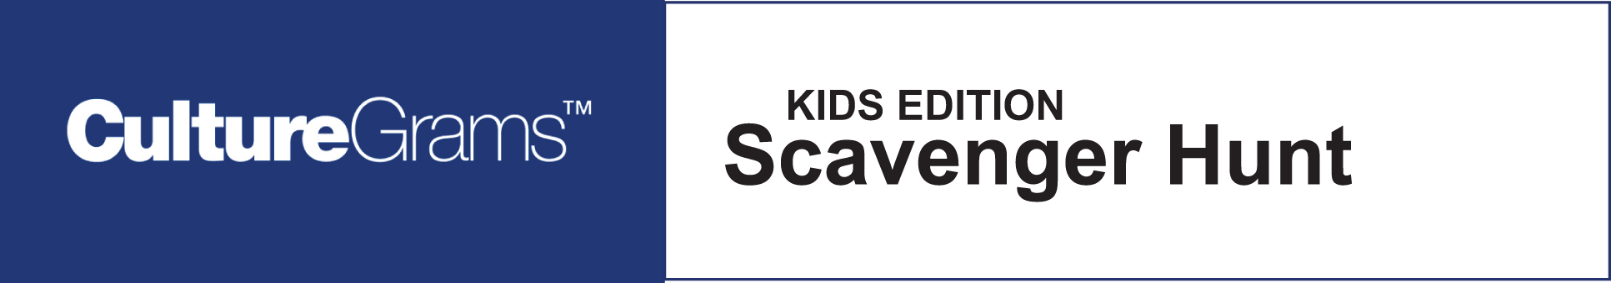 CultureGrams™
KIDS EDITION
Scavenger Hunt